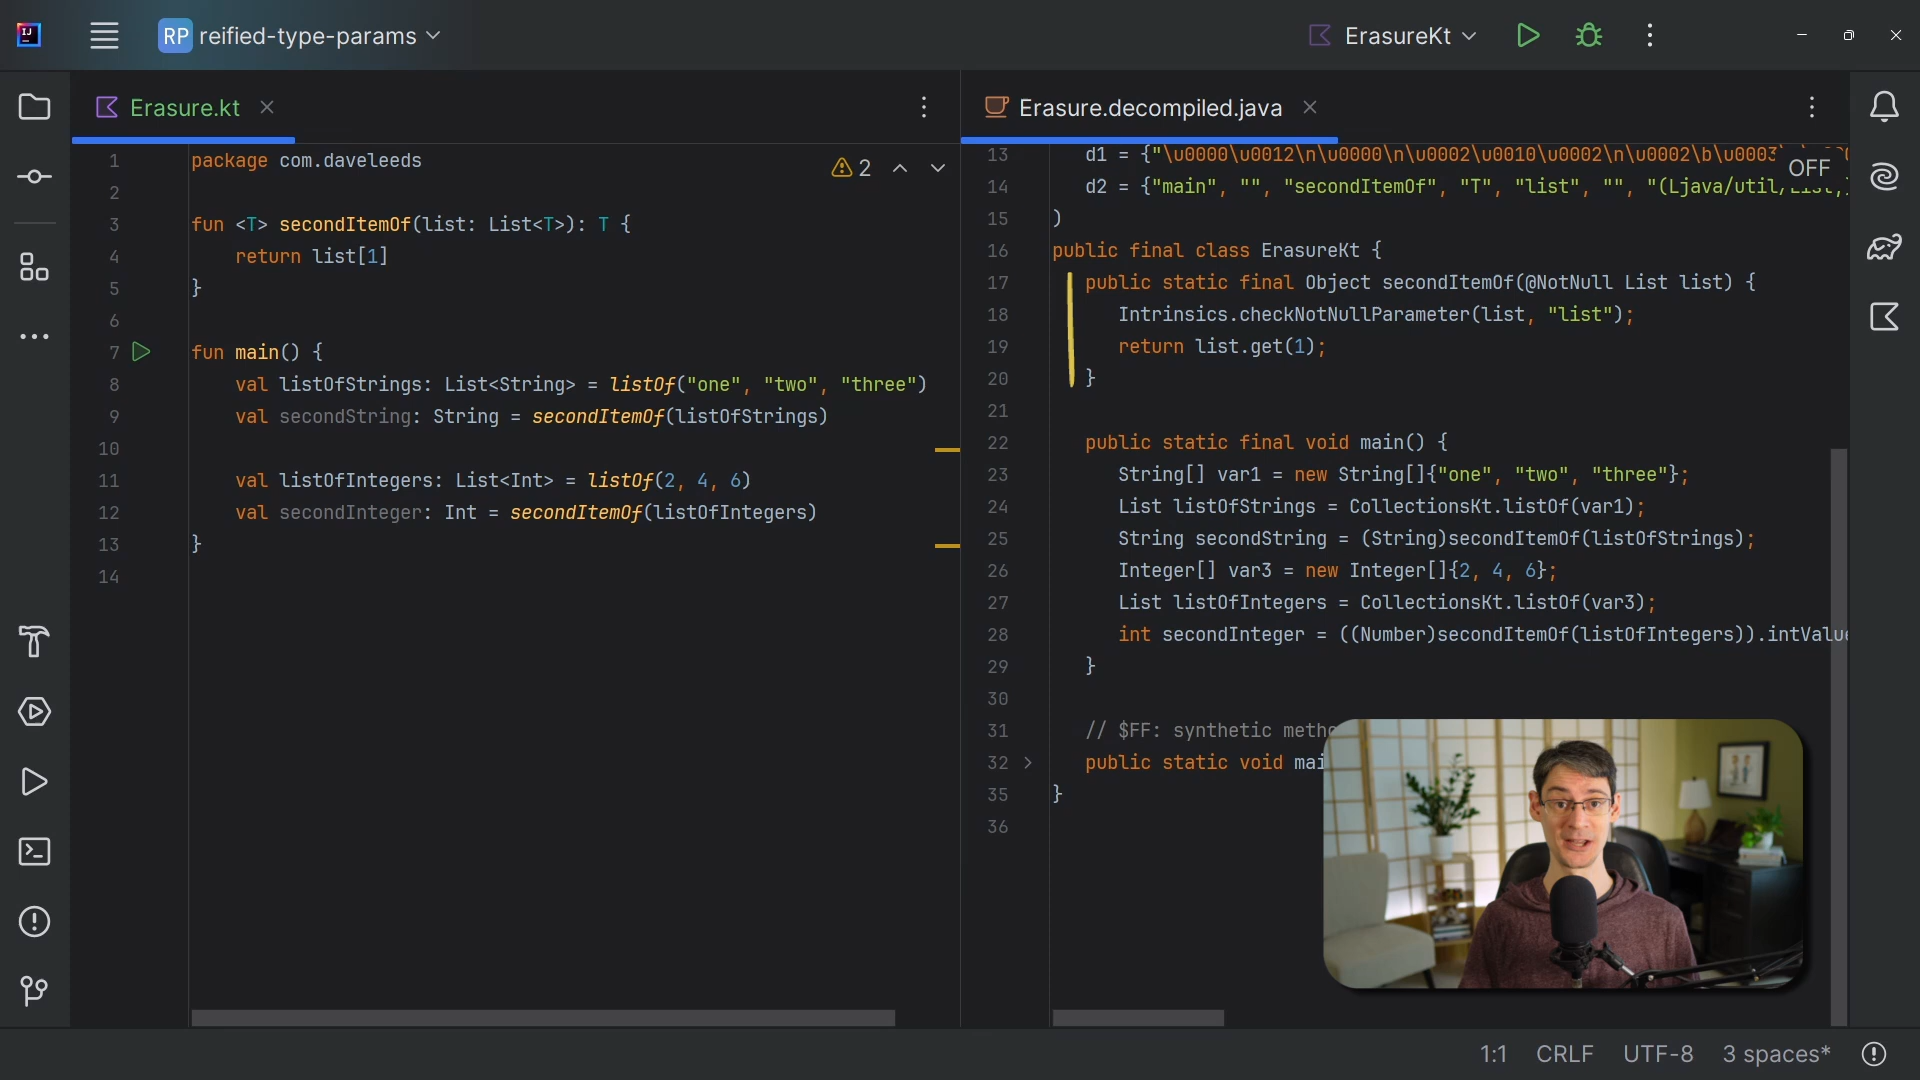 RP reified-type-params
ErasureKt
Erasure.kt
Erasure.decompiled.java
2
OFF
1 package com.daveleeds
2
3 fun <T> secondItemOf(list: List<T>): T {
4 return list[1]
5 }
6
7 fun main() {
8 val listOfStrings: List<String> = listOf("one", "two", "three")
9 val secondString: String = secondItemOf(listOfStrings)
10
11 val listOfIntegers: List<Int> = listOf(2, 4, 6)
12 val secondInteger: Int = secondItemOf(listOfIntegers)
13 }
14
13 d1 = {"\u0000\u0012\n\u0000\n\u0002\u0010\u0002\n\u0002\b\u0003
14 d2 = {"main", "", "secondItemOf", "T", "list", "", "(Ljava/util/List;
15 )
16 public final class ErasureKt {
17 public static final Object secondItemOf(@NotNull List list) {
18 Intrinsics.checkNotNullParameter(list, "list");
19 return list.get(1);
20 }
21
22 public static final void main() {
23 String[] var1 = new String[]{"one", "two", "three"};
24 List listOfStrings = CollectionsKt.listOf(var1);
25 String secondString = (String)secondItemOf(listOfStrings);
26 Integer[] var3 = new Integer[]{2, 4, 6};
27 List listOfIntegers = CollectionsKt.listOf(var3);
28 int secondInteger = ((Number)secondItemOf(listOfIntegers)).intValue
29 }
30
31 // $FF: synthetic metho
32 public static void mai
35 }
36
1:1 CRLF UTF-8 3 spaces*